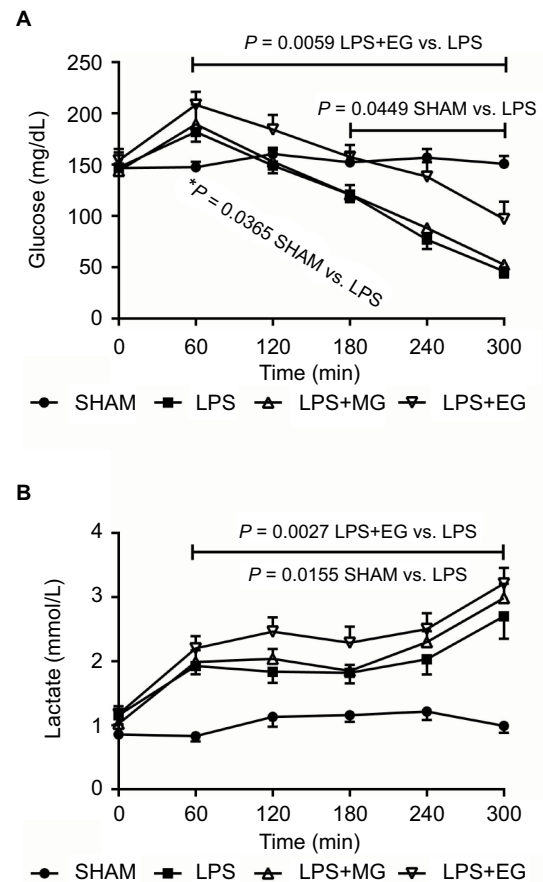 A
P = 0.0059 LPS+EG vs. LPS
P = 0.0449 SHAM vs. LPS
*P = 0.0365 SHAM vs. LPS
Glucose (mg/dL)
250
200
150
100
50
0
0 60 120 180 240 300
Time (min)
SHAM LPS LPS+MG LPS+EG
B
P = 0.0027 LPS+EG vs. LPS
P = 0.0155 SHAM vs. LPS
Lactate (mmol/L)
4
3
2
1
0
0 60 120 180 240 300
Time (min)
SHAM LPS LPS+MG LPS+EG